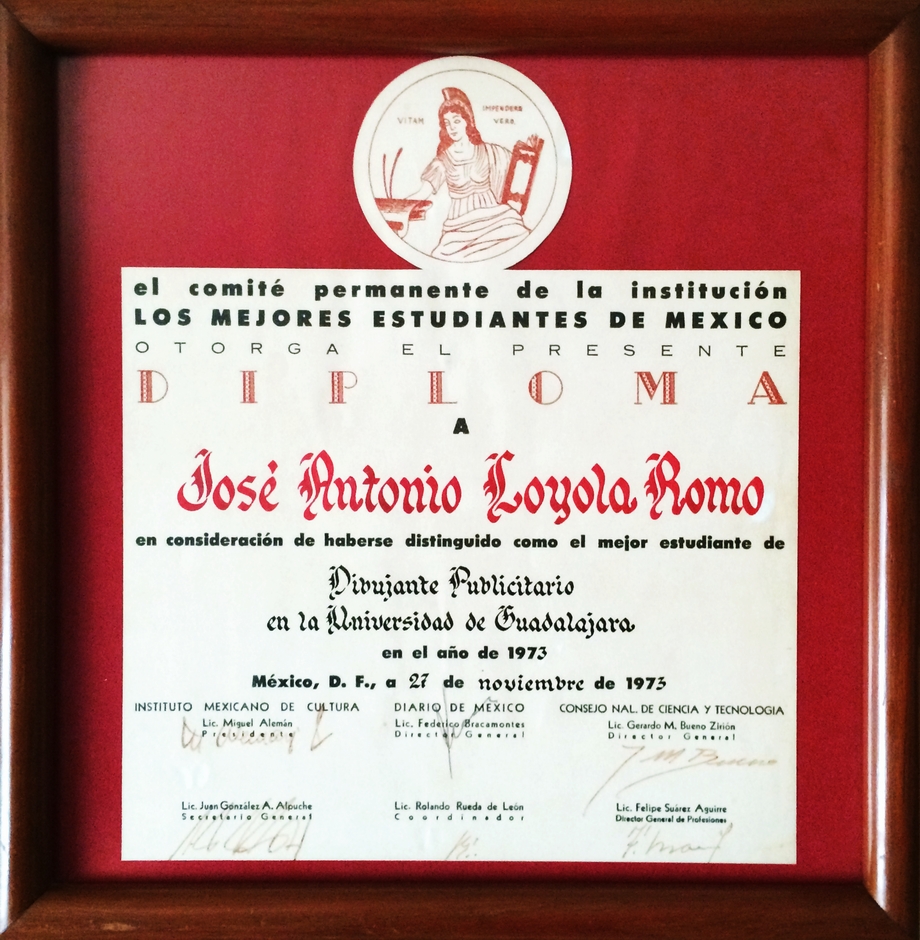 VITAM IMPENDERE
VERO
el comité permanente de la institución
LOS MEJORES ESTUDIANTES DE MEXICO
OTORGA EL PRESENTE
DIPLOMA
A
José Antonio Loyola Romo
en consideración de haberse distinguido como el mejor estudiante de
Dibujante Publicitario
en la Universidad de Guadalajara
en el año de 1973
México, D. F., a 27 de noviembre de 1973
INSTITUTO MEXICANO DE CULTURA DIARIO DE MÉXICO CONSEJO NAL. DE CIENCIA Y TECNOLOGIA
Lic. Miguel Alemán Lic. Federico Bracamontes Lic. Gerardo M. Bueno Zirión
Presidente Director General Director General
Lic. Juan González A. Alpuche Lic. Rolando Rueda de León Lic. Felipe Suárez Aguirre
Secretario General Coordinador Director General de Profesiones